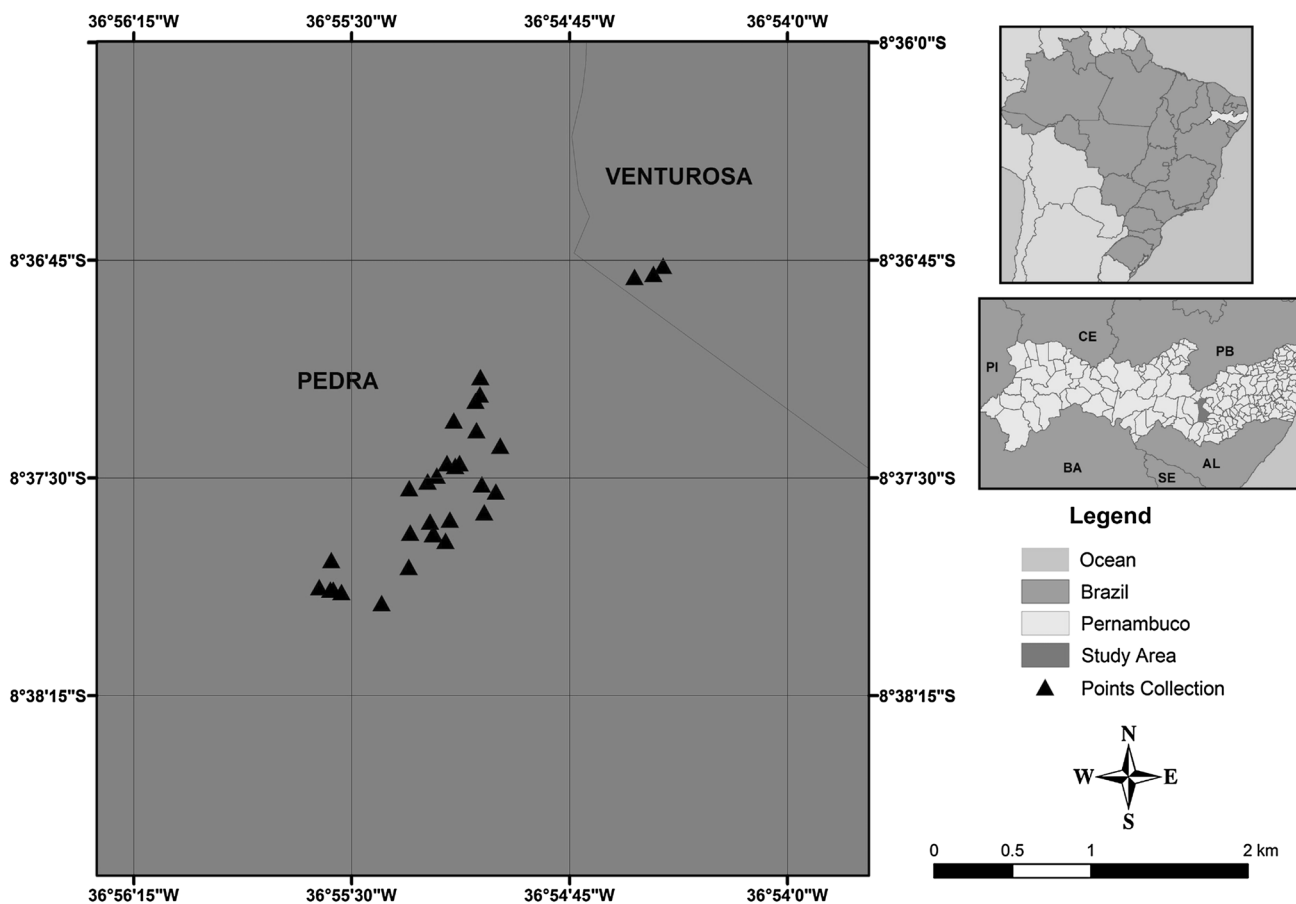 36°56'15"W 36°55'30"W 36°54'45"W 36°54'0"W
8°36'0"S
VENTUROSA
8°36'45"S 8°36'45"S
PEDRA
8°37'30"S 8°37'30"S
8°38'15"S 8°38'15"S
36°56'15"W 36°55'30"W 36°54'45"W 36°54'0"W
CE
PB
PI
BA
AL
SE
Legend
Ocean
Brazil
Pernambuco
Study Area
Points Collection
N
W E
S
0 0.5 1 2 km